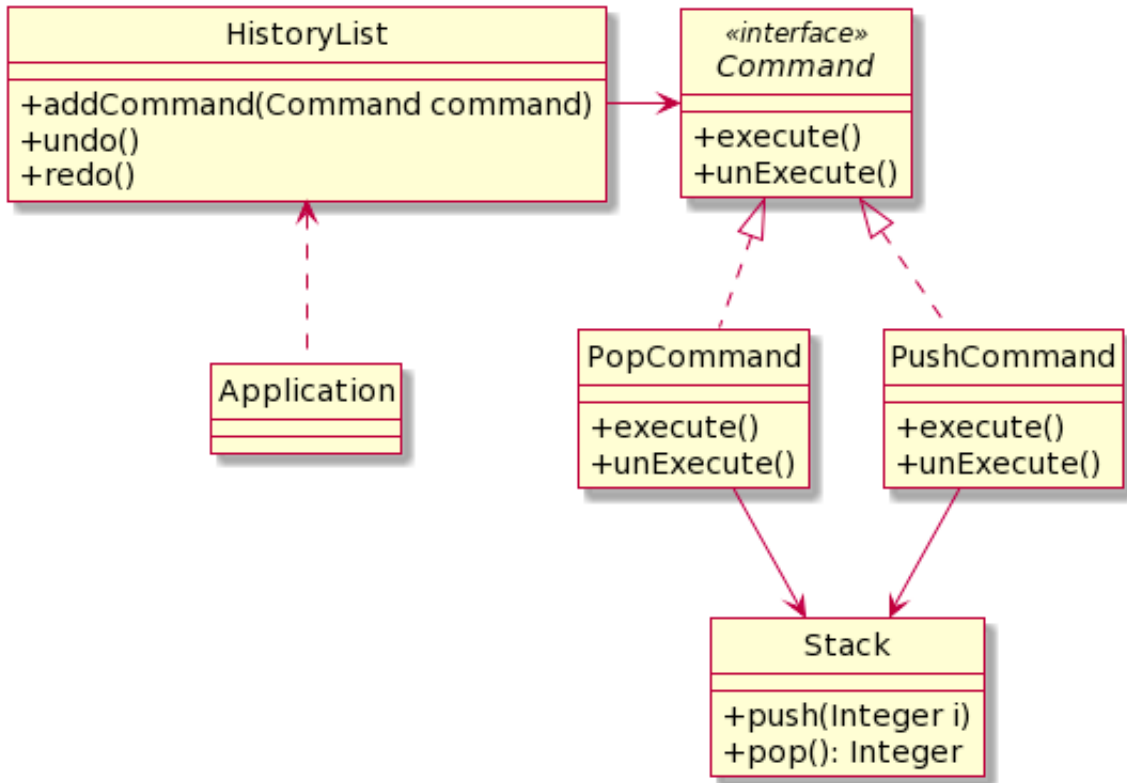 HistoryList
+addCommand(Command command)
+undo()
+redo()
«interface»
Command
+execute()
+unExecute()
Application
PopCommand
+execute()
+unExecute()
PushCommand
+execute()
+unExecute()
Stack
+push(Integer i)
+pop(): Integer